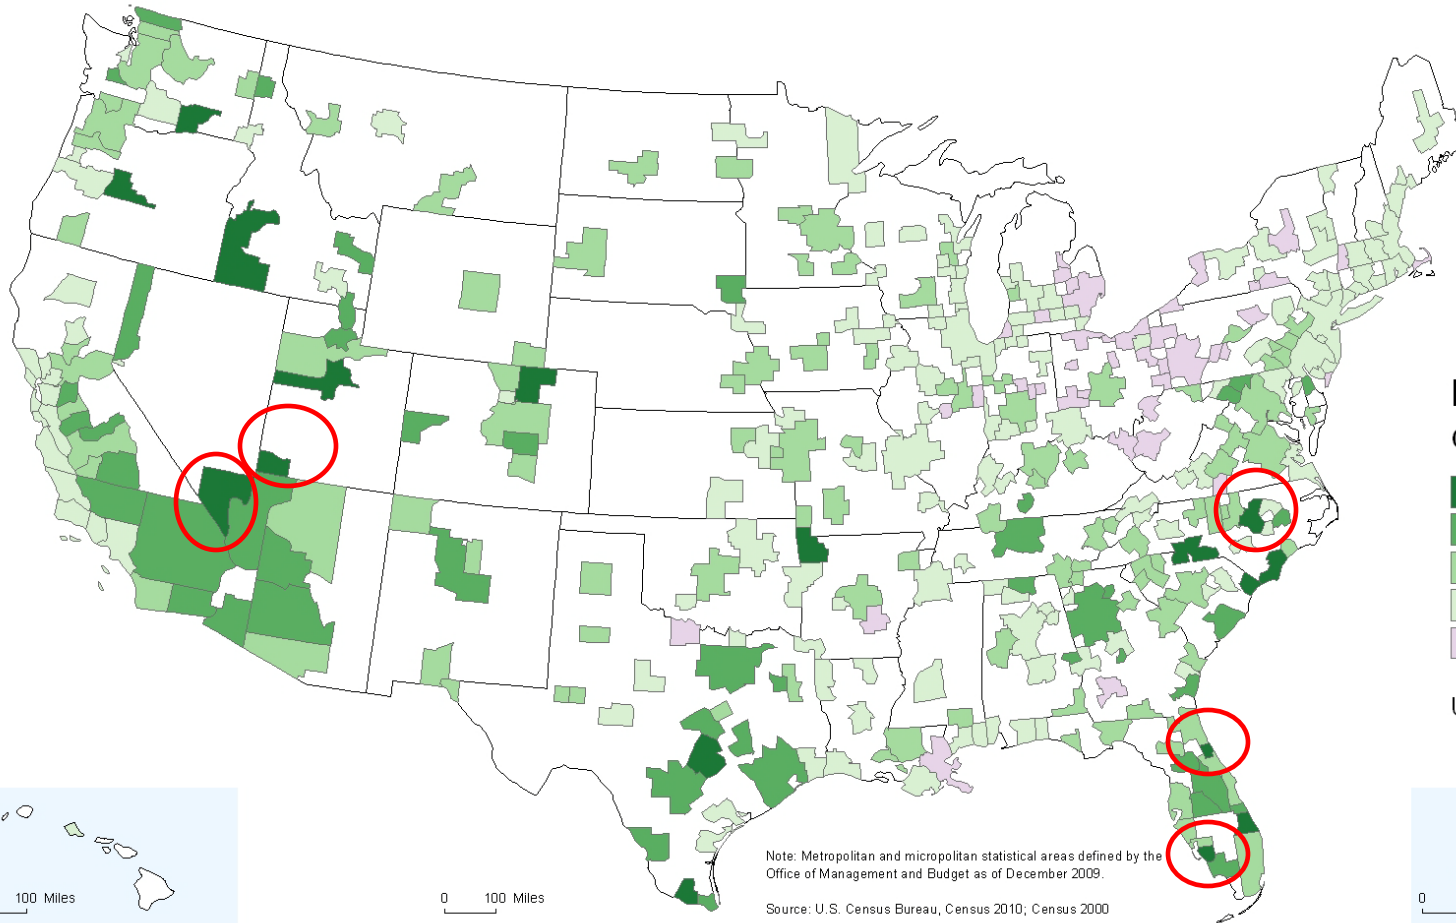 Note: Metropolitan and micropolitan statistical areas defined by the
Office of Management and Budget as of December 2009.
Source: U.S. Census Bureau, Census 2010; Census 2000
100 Miles
0 100 Miles
0